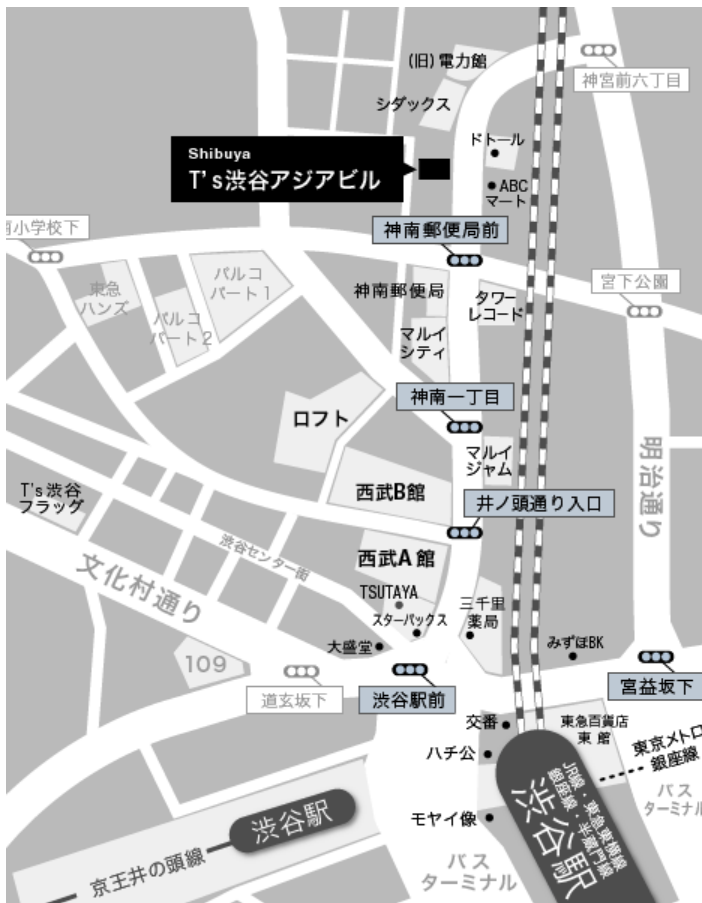 (旧)電力館
神宮前六丁目
シダックス
ドトール
Shibuya
T's渋谷アジアビル
ABC
マート
南小学校下
神南郵便局前
パルコ
パート1
東急
ハンズ
神南郵便局
タワー
レコード
宮下公園
パルコ
パート2
マルイ
シティ
神南一丁目
ロフト
マルイ
ジャム
明治通り
西武B館
井ノ頭通り入口
T's渋谷
フラッグ
渋谷センター街
西武A館
文化村通り
TSUTAYA
スターバックス
三千里
薬局
大盛堂
みずほBK
109
道玄坂下
渋谷駅前
宮益坂下
交番
東急百貨店
東館
東京メトロ
銀座線
ハチ公
JR線・東急東横線
銀座線・半蔵門線
渋谷駅
バス
ターミナル
モヤイ像
渋谷駅
京王井の頭線
バス
ターミナル